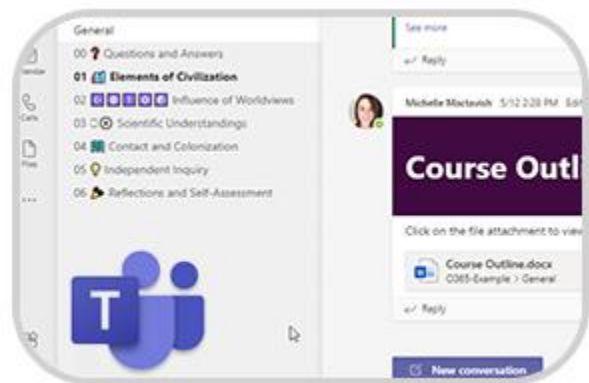 General
00 ❓ Questions and Answers
01 Elements of Civilization
02 Influence of Worldviews
03 Scientific Understandings
04 Contact and Colonization
05 Independent Inquiry
06 Reflections and Self-Assessment
Calls
Files
T
See more
Reply
Michelle Mactavish 5/12 2:28 PM
Course Outl
Click on the file attachment to view
Course Outline.docx
O365-Example > General
Reply
New conversation